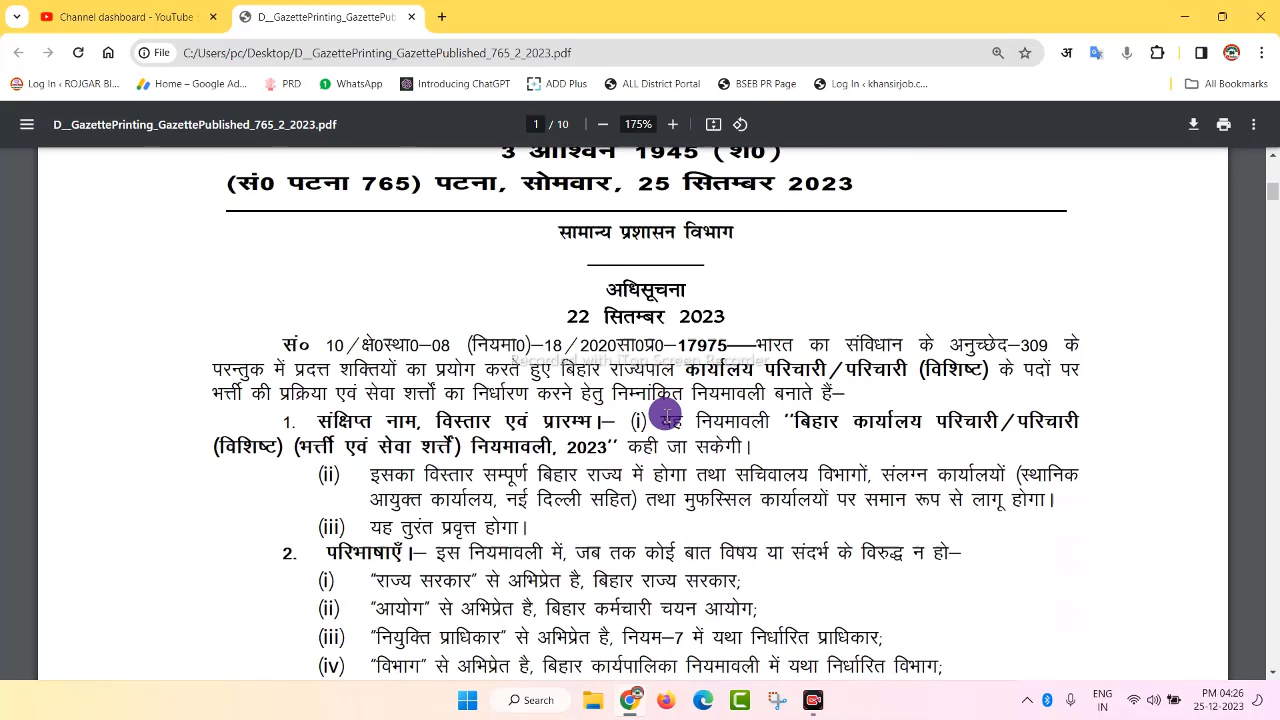 Channel dashboard - YouTube
D__GazettePrinting_GazettePubl
File C:/Users/pc/Desktop/D__GazettePrinting_GazettePublished_765_2_2023.pdf
अ
Log In ‹ ROJGAR Bl... Home – Google Ad... PRD WhatsApp Introducing ChatGPT ADD Plus ALL District Portal BSEB PR Page Log In ‹ khansirjob.c... All Bookmarks
D__GazettePrinting_GazettePublished_765_2_2023.pdf 1 / 10 175%
3 आश्विन 1945 (श0)
(सं0 पटना 765) पटना, सोमवार, 25 सितम्बर 2023
सामान्य प्रशासन विभाग
अधिसूचना
22 सितम्बर 2023
सं० 10/क्षे0स्था0-08 (नियमा0)-18/2020सा0प्र0-17975—भारत का संविधान के अनुच्छेद-309 के
Recorded with iTop Screen Recorder
परन्तुक में प्रदत्त शक्तियों का प्रयोग करते हुए बिहार राज्यपाल कार्यालय परिचारी/परिचारी (विशिष्ट) के पदों पर
भर्त्ती की प्रक्रिया एवं सेवा शर्त्तों का निर्धारण करने हेतु निम्नांकित नियमावली बनाते हैं–
1. संक्षिप्त नाम, विस्तार एवं प्रारम्भ।– (i) यह नियमावली "बिहार कार्यालय परिचारी/परिचारी
(विशिष्ट) (भर्त्ती एवं सेवा शर्त्तें) नियमावली, 2023" कही जा सकेगी।
(ii) इसका विस्तार सम्पूर्ण बिहार राज्य में होगा तथा सचिवालय विभागों, संलग्न कार्यालयों (स्थानिक
आयुक्त कार्यालय, नई दिल्ली सहित) तथा मुफस्सिल कार्यालयों पर समान रूप से लागू होगा।
(iii) यह तुरंत प्रवृत्त होगा।
2. परिभाषाएँ।– इस नियमावली में, जब तक कोई बात विषय या संदर्भ के विरुद्ध न हो–
(i) "राज्य सरकार" से अभिप्रेत है, बिहार राज्य सरकार;
(ii) "आयोग" से अभिप्रेत है, बिहार कर्मचारी चयन आयोग;
(iii) "नियुक्ति प्राधिकार" से अभिप्रेत है, नियम–7 में यथा निर्धारित प्राधिकार;
(iv) "विभाग" से अभिप्रेत है, बिहार कार्यपालिका नियमावली में यथा निर्धारित विभाग;
Search
ENG PM 04:26
IN 25-12-2023